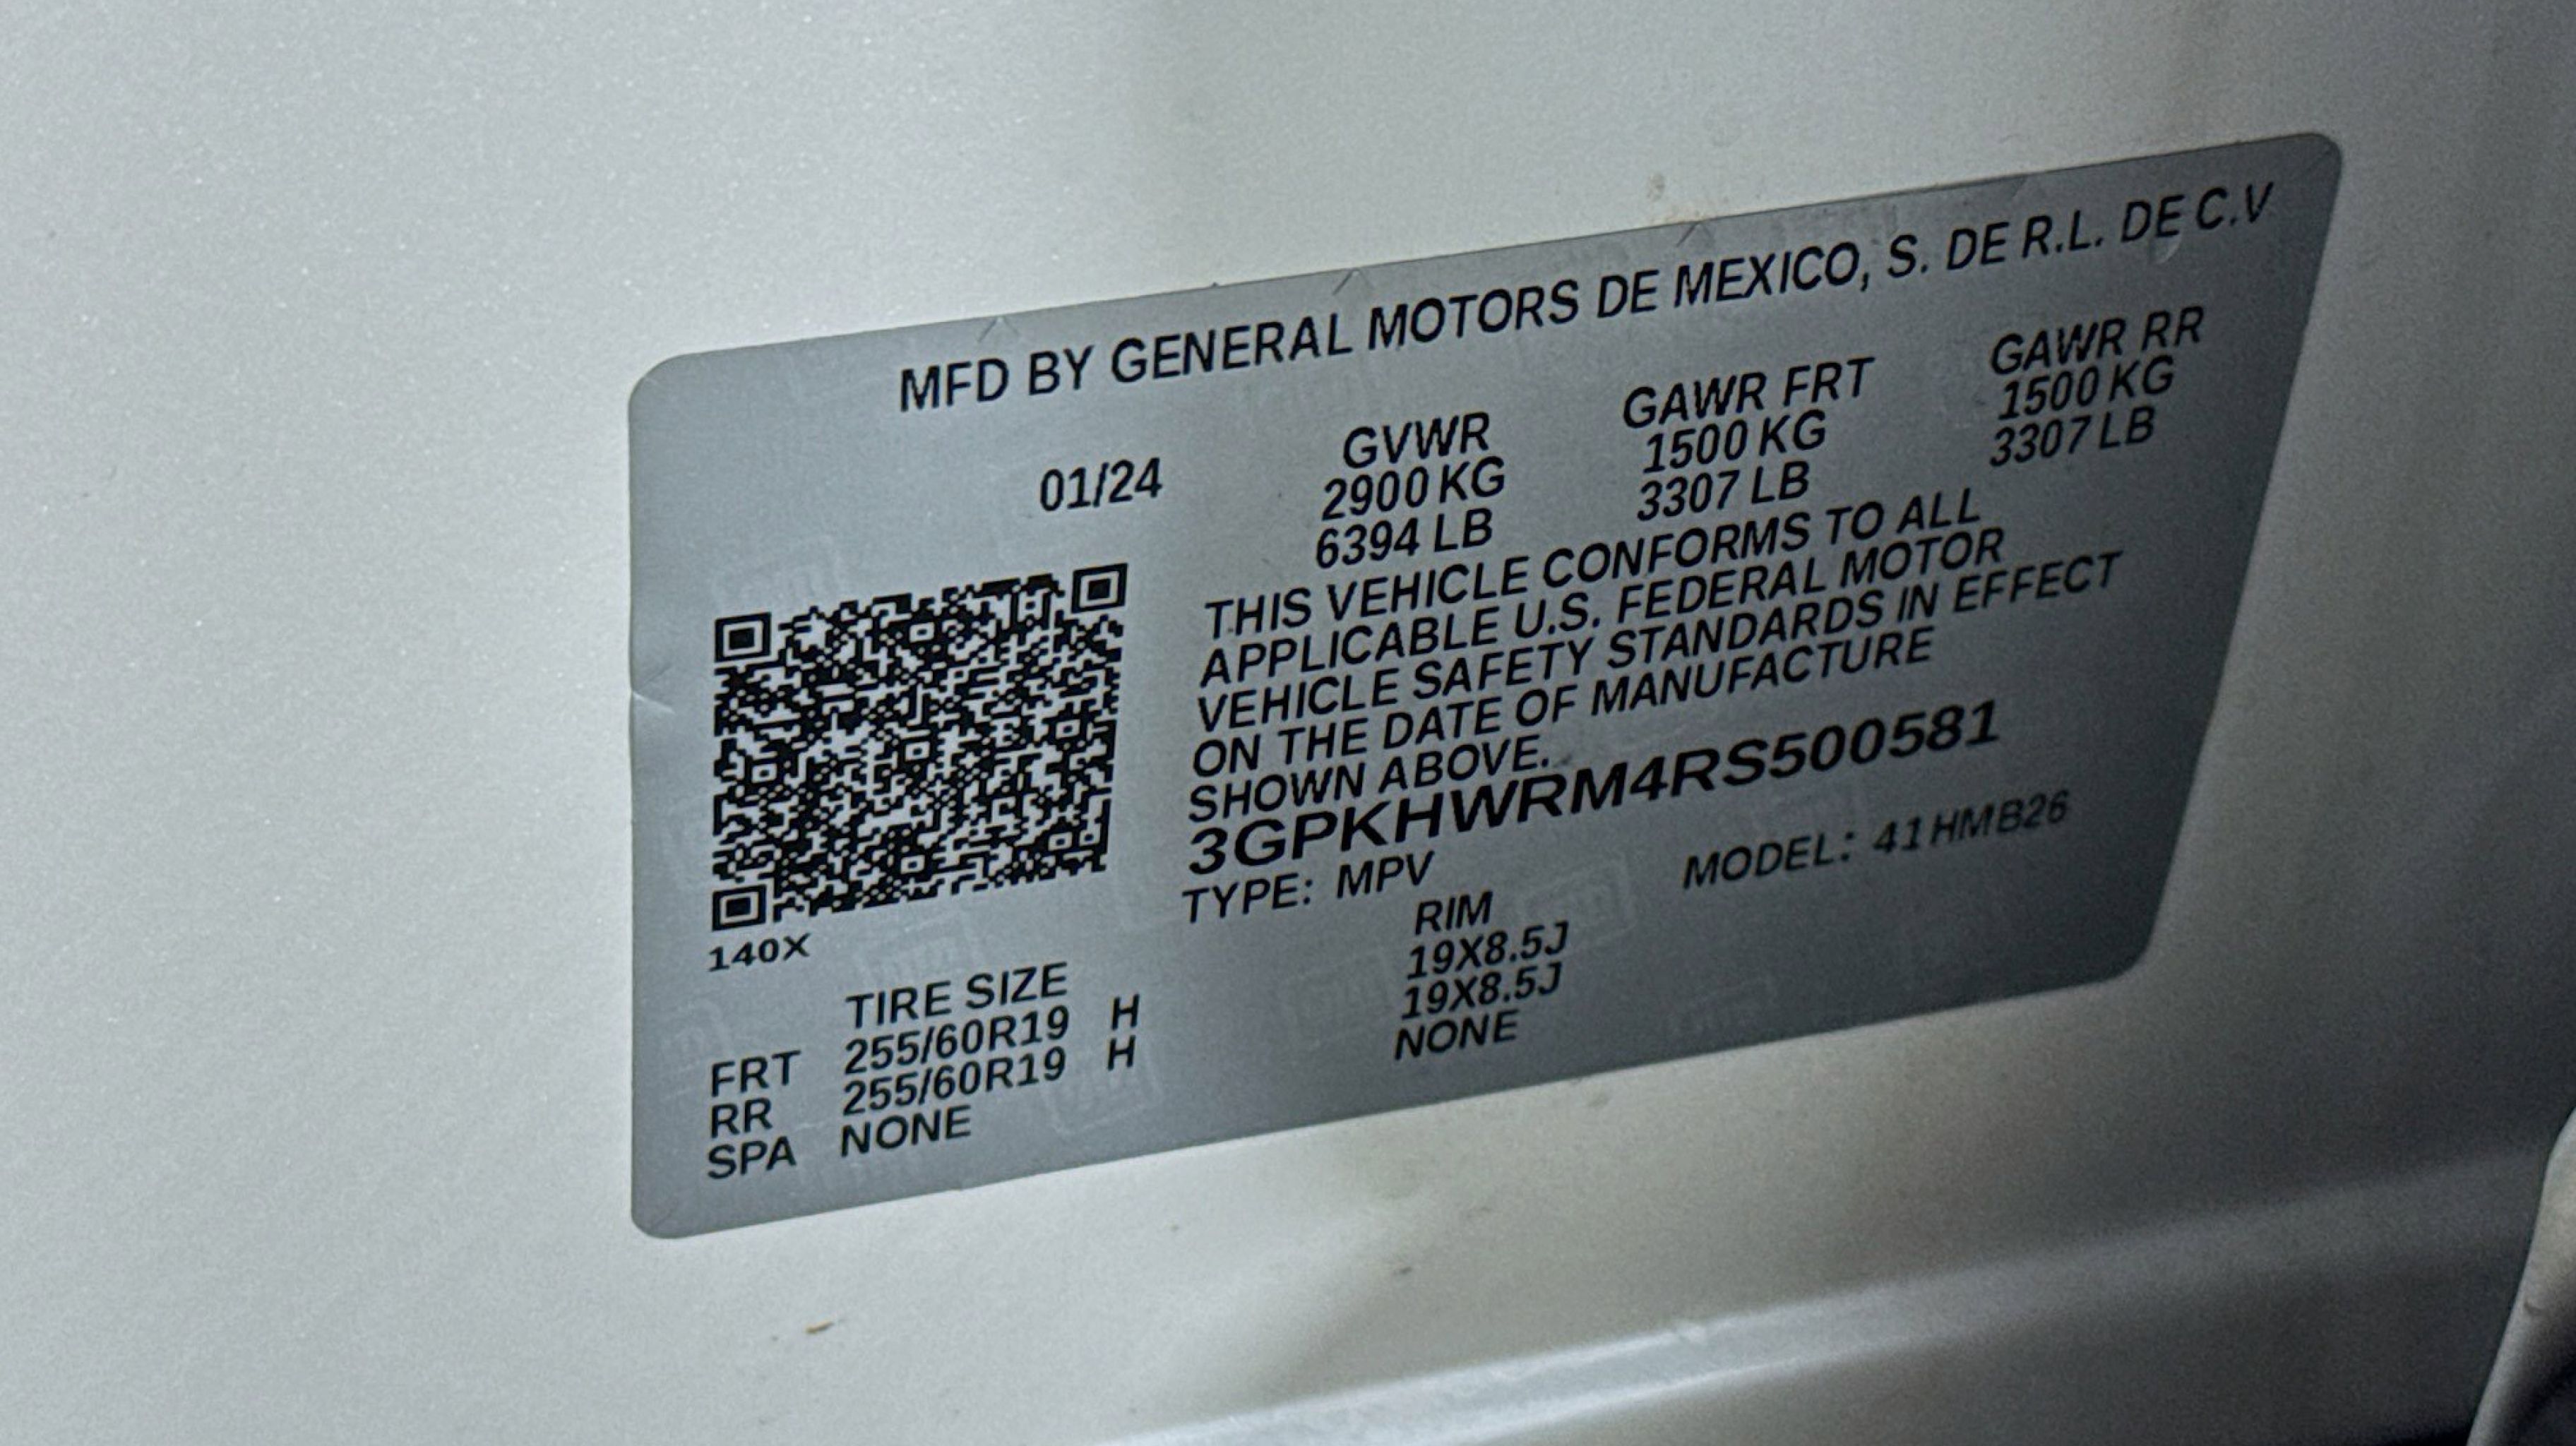 MFD BY GENERAL MOTORS DE MEXICO, S. DE R.L. DE C.V
01/24
GVWR
2900 KG
6394 LB
GAWR FRT
1500 KG
3307 LB
GAWR RR
1500 KG
3307 LB
THIS VEHICLE CONFORMS TO ALL
APPLICABLE U.S. FEDERAL MOTOR
VEHICLE SAFETY STANDARDS IN EFFECT
ON THE DATE OF MANUFACTURE
SHOWN ABOVE.
3GPKHWRM4RS500581
TYPE: MPV MODEL: 41HMB26
140X
TIRE SIZE RIM
FRT 255/60R19 H 19X8.5J
RR 255/60R19 H 19X8.5J
SPA NONE NONE